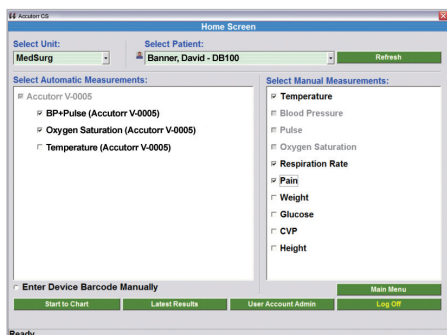 Accutorr CS
Home Screen
Select Unit:
Select Patient:
MedSurg
Banner, David - DB100
Refresh
Select Automatic Measurements:
Accutorr V-0005
BP+Pulse (Accutorr V-0005)
Oxygen Saturation (Accutorr V-0005)
Temperature (Accutorr V-0005)
Select Manual Measurements:
Temperature
Blood Pressure
Pulse
Oxygen Saturation
Respiration Rate
Pain
Weight
Glucose
CVP
Height
Enter Device Barcode Manually
Main Menu
Start to Chart
Latest Results
User Account Admin
Log Off
Ready